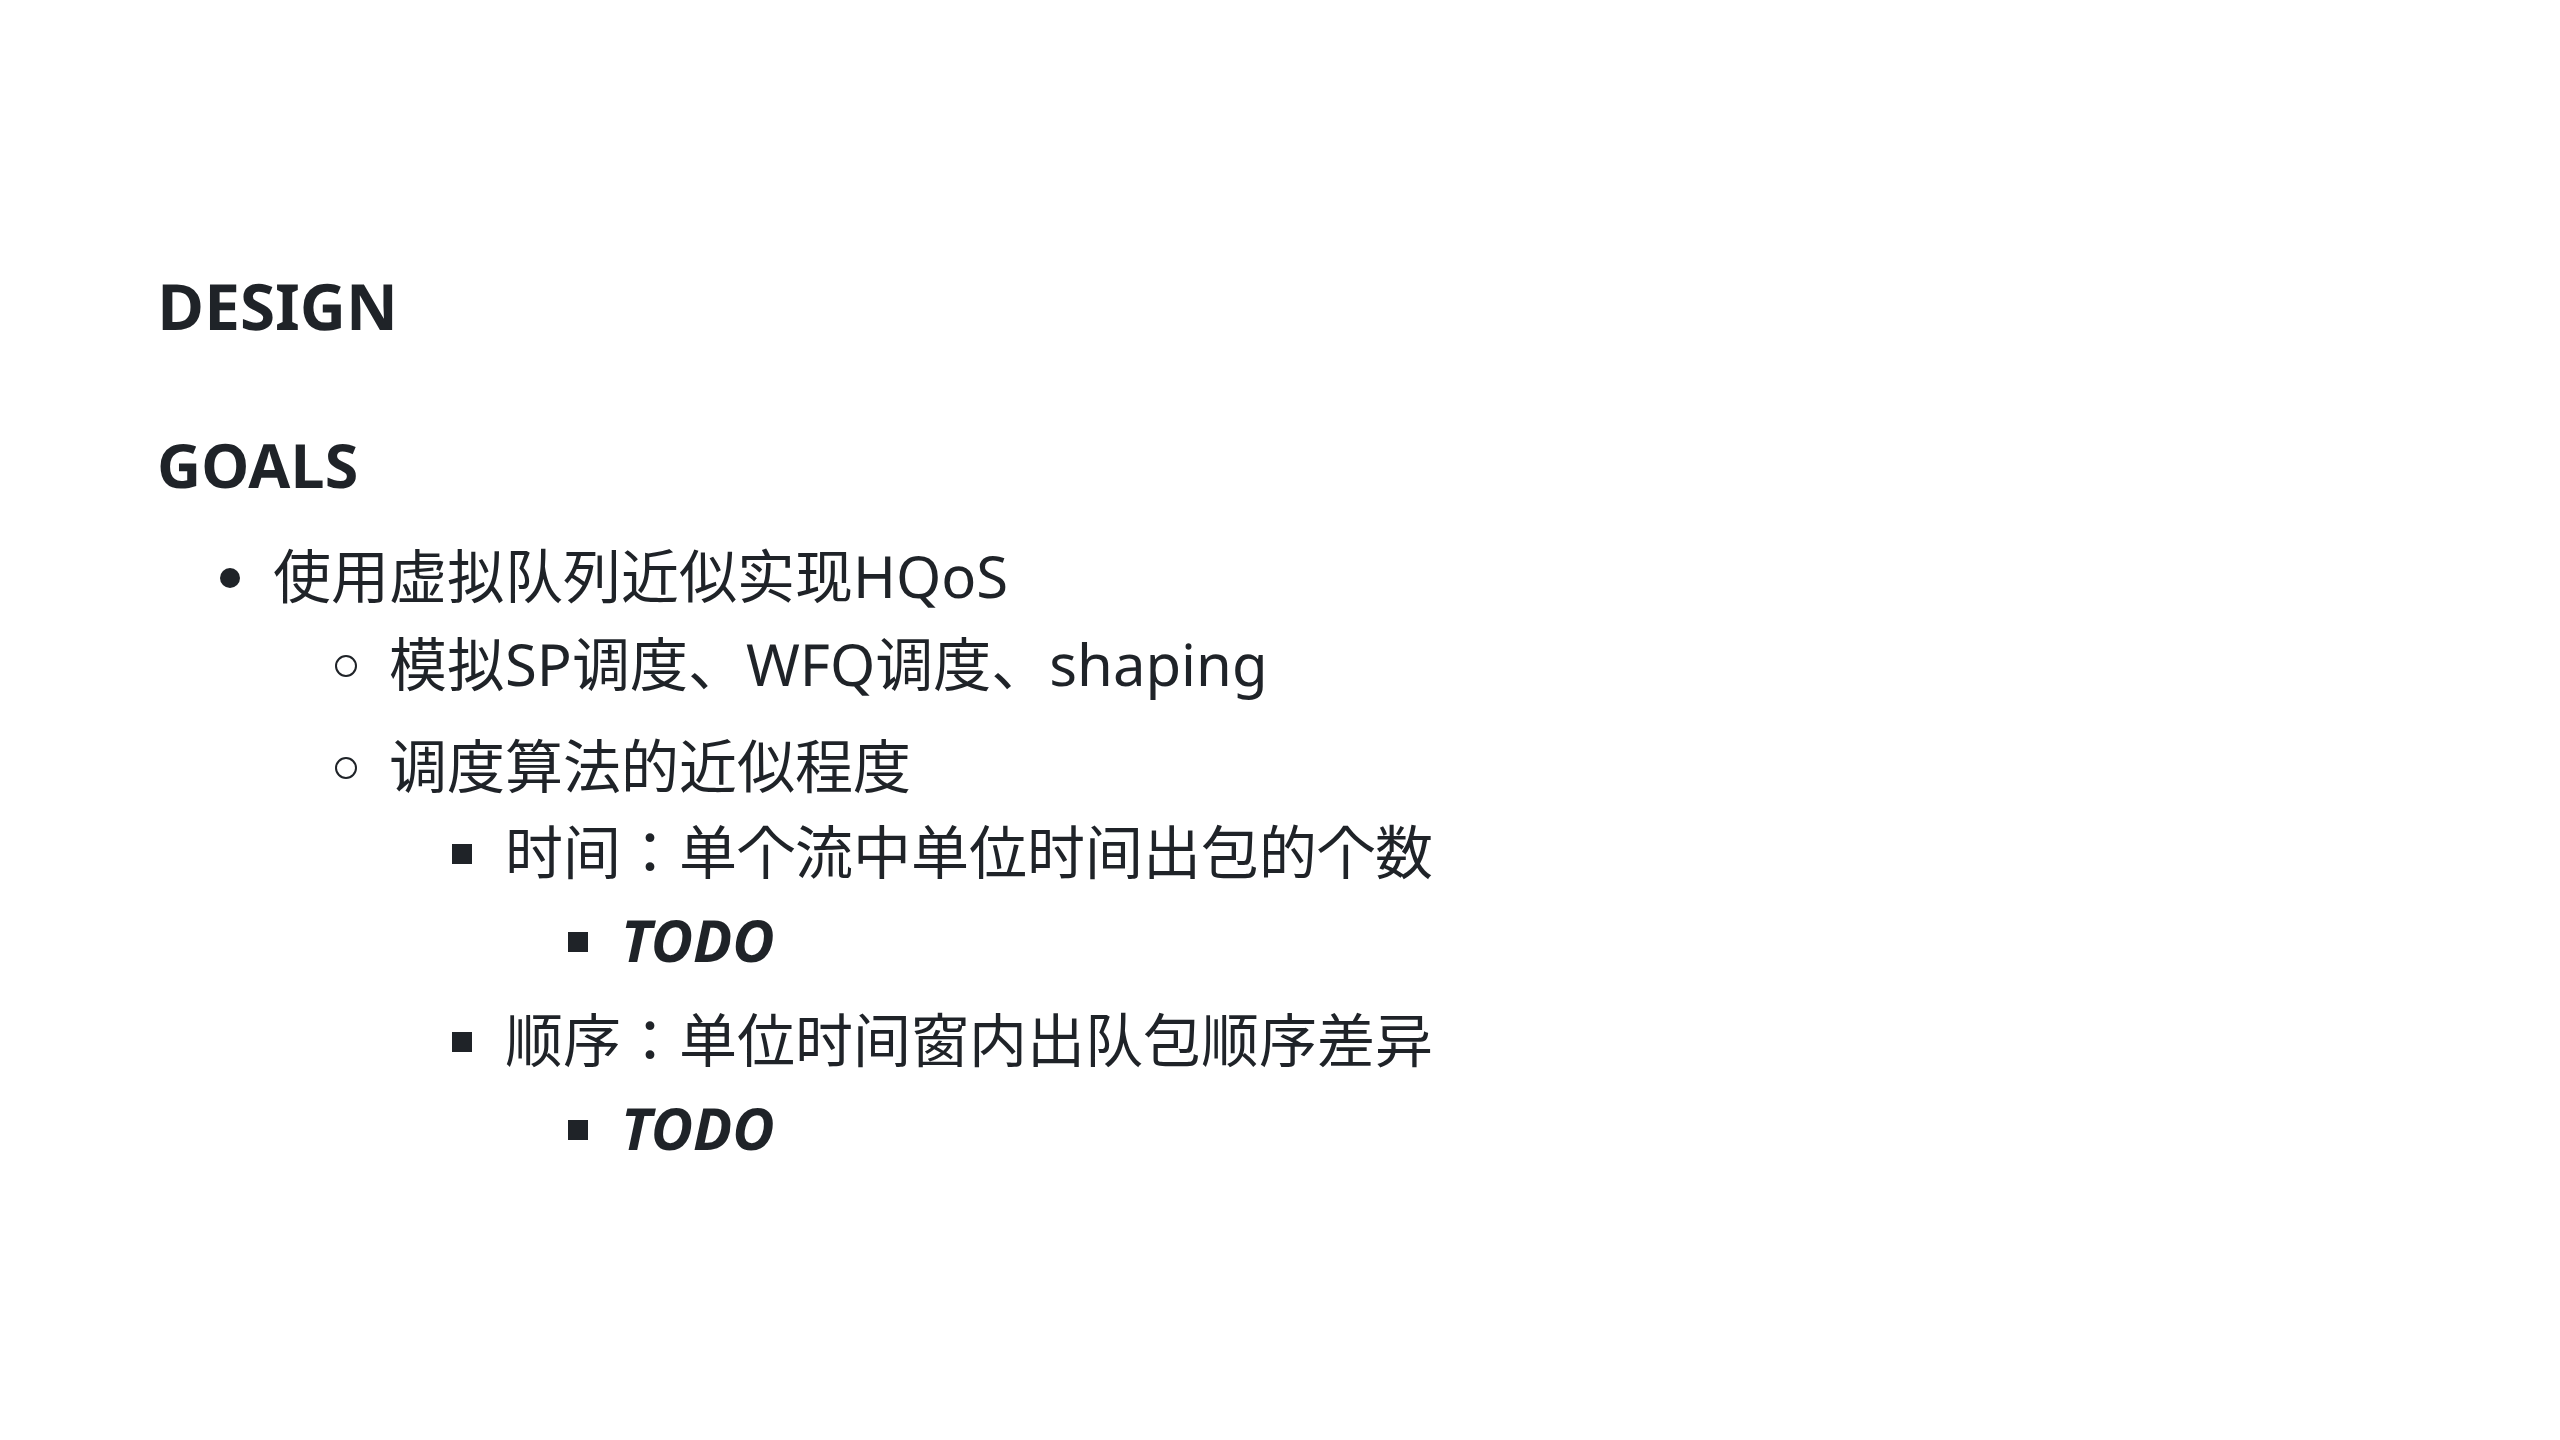 DESIGN
GOALS
使用虚拟队列近似实现HQoS
模拟SP调度、WFQ调度、shaping
调度算法的近似程度
时间：单个流中单位时间出包的个数
TODO
顺序：单位时间窗内出队包顺序差异
TODO